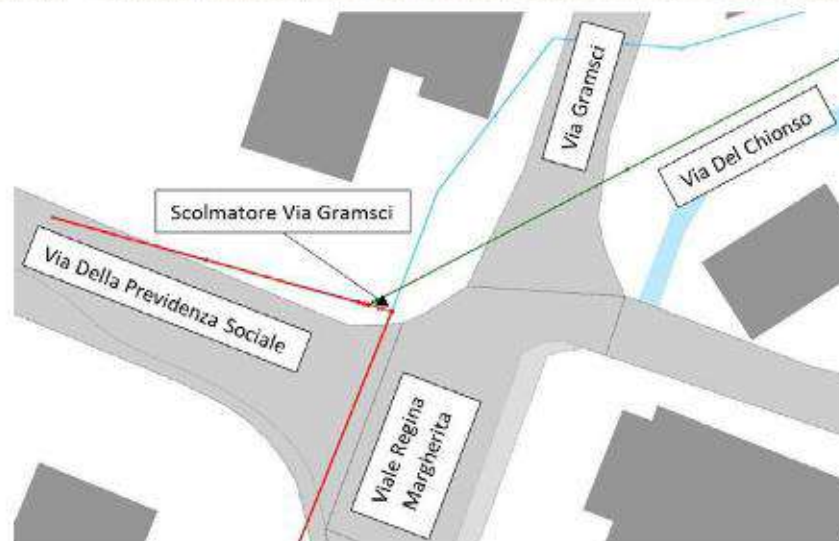 Via Gramsci
Via Del Chionso
Scolmatore Via Gramsci
Via Della Previdenza Sociale
Viale Regina
Margherita